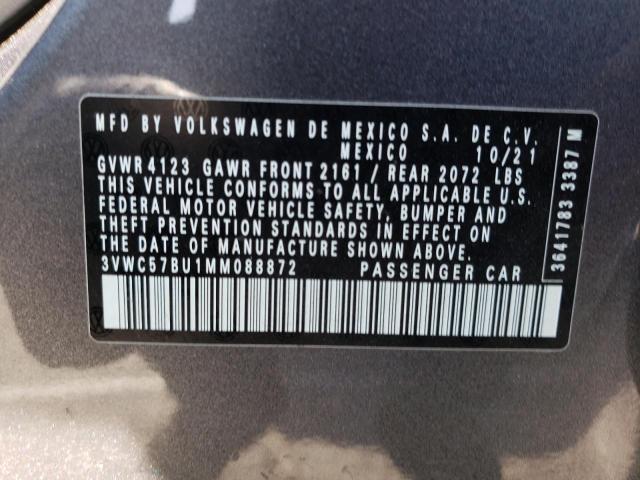 MFD BY VOLKSWAGEN DE MEXICO S.A. DE C.V.
MEXICO 10/21
GVWR 4123 GAWR FRONT 2161 / REAR 2072 LBS
THIS VEHICLE CONFORMS TO ALL APPLICABLE U.S.
FEDERAL MOTOR VEHICLE SAFETY, BUMPER AND
THEFT PREVENTION STANDARDS IN EFFECT ON
THE DATE OF MANUFACTURE SHOWN ABOVE.
3VWC57BU1MM088872 PASSENGER CAR
3641783 3387 M